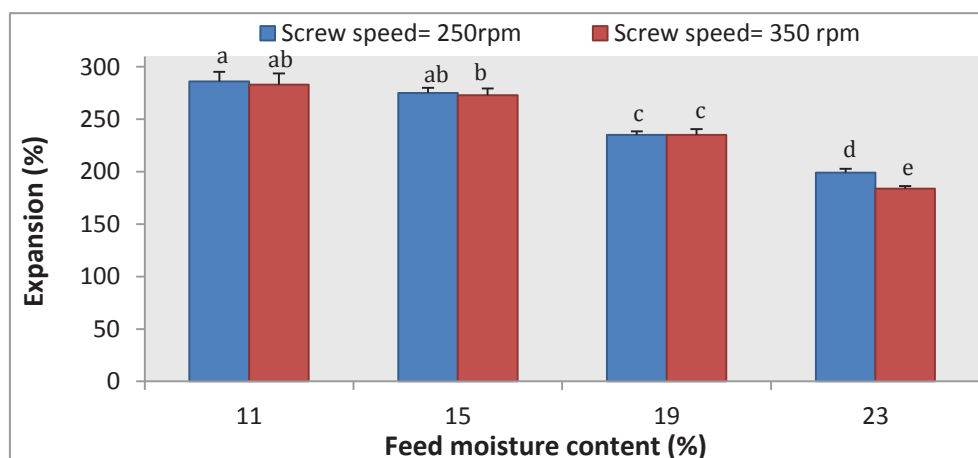 Screw speed= 250rpm Screw speed= 350 rpm
300
250
200
150
100
50
0
Expansion (%)
a ab ab b c c d e
11 15 19 23
Feed moisture content (%)